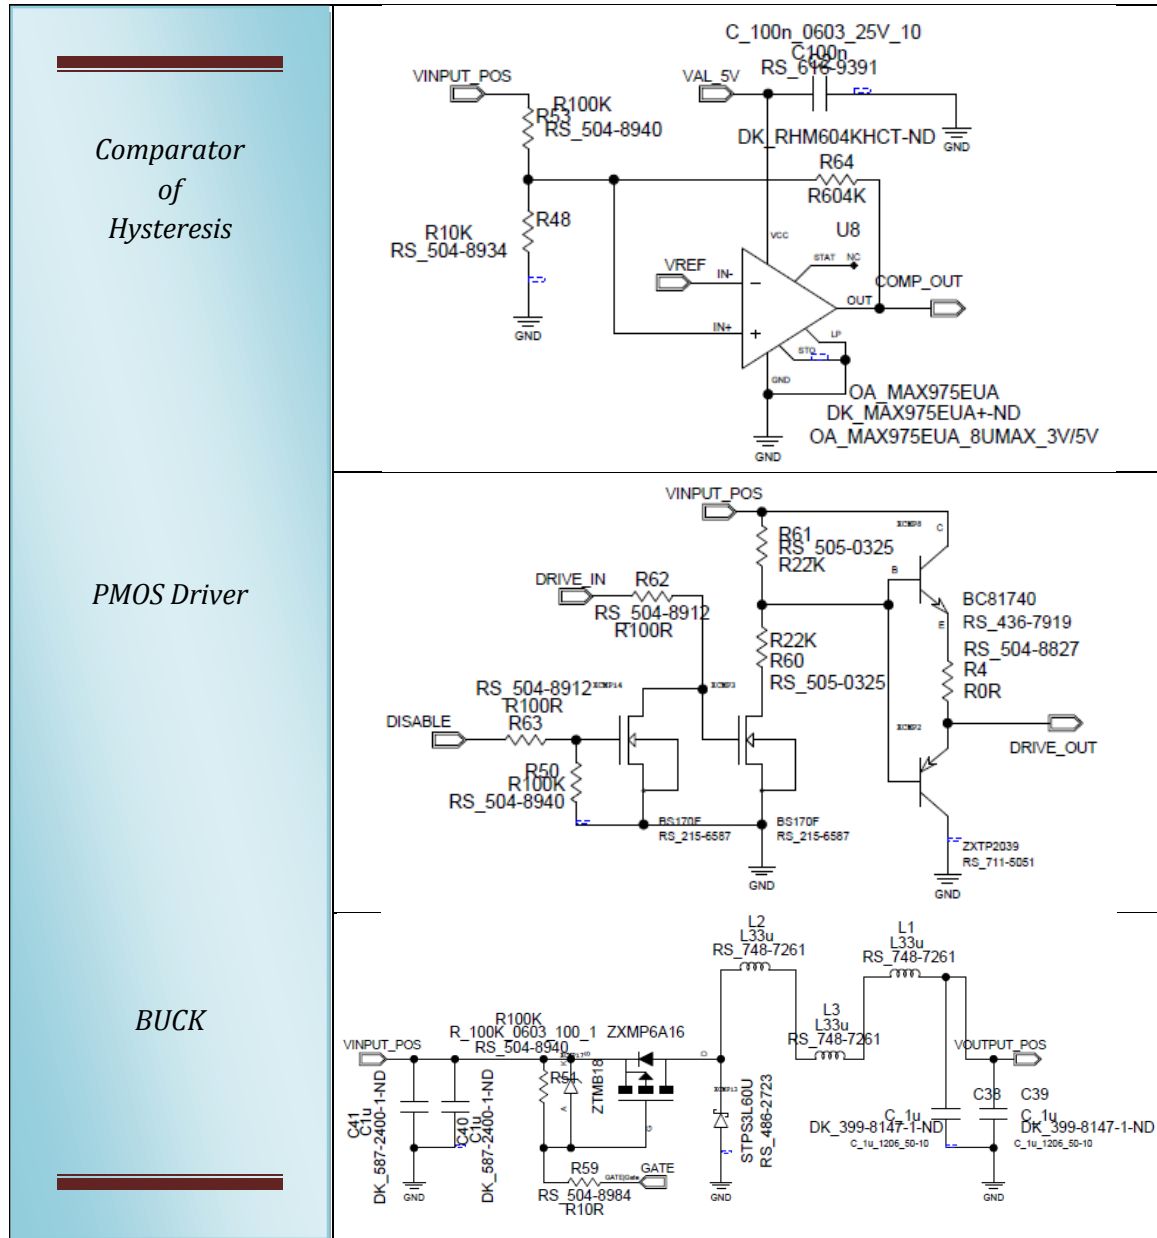 Comparator
of
Hysteresis
C_100n_0603_25V_10
C100n
RS_616-9391
VINPUT_POS
VAL_5V
R100K
R53
RS_504-8940
DK_RHM604KHCT-ND
GND
R64
R604K
R48
R10K
RS_504-8934
U8
VCC
STAT NC
VREF
IN-
COMP_OUT
OUT
IN+
LP
GND
GND
OA_MAX975EUA
DK_MAX975EUA+-ND
OA_MAX975EUA_8UMAX_3V/5V
GND
PMOS Driver
VINPUT_POS
C
R61
RS_505-0325
R22K
B
DRIVE_IN
R62
RS_504-8912
R100R
BC81740
RS_436-7919
E
R22K
R60
RS_505-0325
RS_504-8827
R4
R0R
RS_504-8912
XCMP14
XCMP3
R100R
R63
DISABLE
XCMP2
DRIVE_OUT
R50
R100K
RS_504-8940
BS170F
RS_215-6587
BS170F
RS_215-6587
ZXTP2039
RS_711-5051
GND
GND
BUCK
L2
L33u
RS_748-7261
L1
L33u
RS_748-7261
L3
L33u
RS_748-7261
R100K
R_100K_0603_100_1
RS_504-8940
ZXMP6A16
VINPUT_POS
D
VOUTPUT_POS
R51
K
A
ZTMB18
G
XCMP13
STPS3L60U
RS_486-2723
C41
C1u
DK_587-2400-1-ND
C40
C1u
DK_587-2400-1-ND
C38
C39
C_1u
C_1u
DK_399-8147-1-ND
DK_399-8147-1-ND
C_1u_1206_50-10
C_1u_1206_50-10
R59
GATE
RS_504-8984
R10R
GND
GND
GND